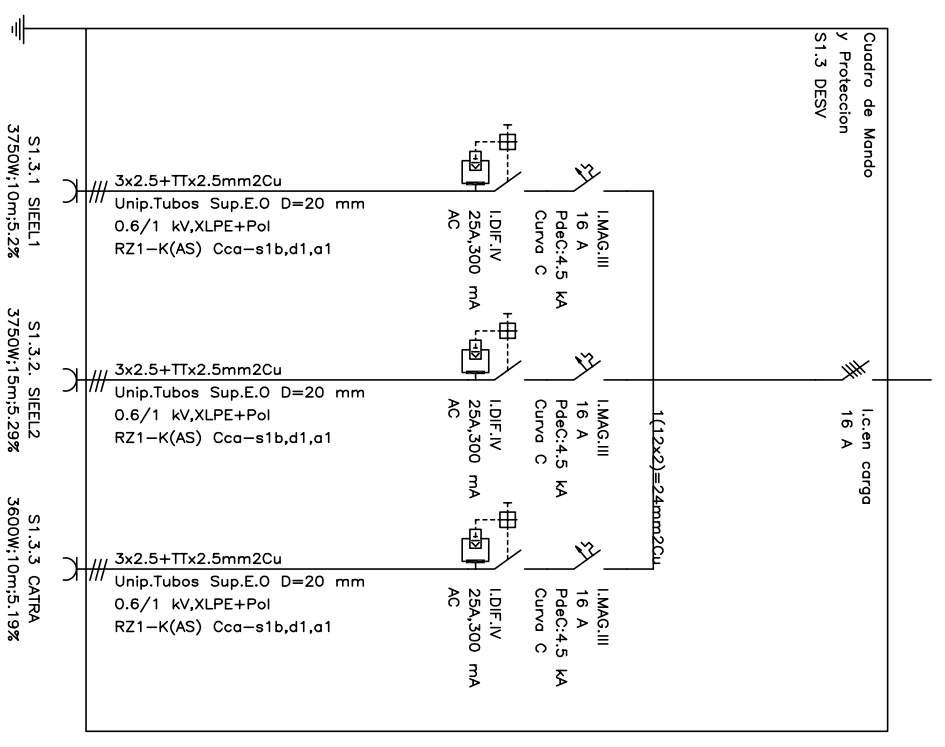 Cuadro de Mando
y Proteccion
S1.3 DESV
I.c.en carga
16 A
1(12x2)=24mm2Cu
I.MAG.III
16 A
PdeC:4.5 kA
Curva C
I.DIF.IV
25A,300 mA
AC
3x2.5+TTx2.5mm2Cu
Unip.Tubos Sup.E.O D=20 mm
0.6/1 kV,XLPE+Pol
RZ1-K(AS) Cca-s1b,d1,a1
S1.3.1 SIEEL1
3750W;10m;5.2%
I.MAG.III
16 A
PdeC:4.5 kA
Curva C
I.DIF.IV
25A,300 mA
AC
3x2.5+TTx2.5mm2Cu
Unip.Tubos Sup.E.O D=20 mm
0.6/1 kV,XLPE+Pol
RZ1-K(AS) Cca-s1b,d1,a1
S1.3.2. SIEEL2
3750W;15m;5.29%
I.MAG.III
16 A
PdeC:4.5 kA
Curva C
I.DIF.IV
25A,300 mA
AC
3x2.5+TTx2.5mm2Cu
Unip.Tubos Sup.E.O D=20 mm
0.6/1 kV,XLPE+Pol
RZ1-K(AS) Cca-s1b,d1,a1
S1.3.3 CATRA
3600W;10m;5.19%